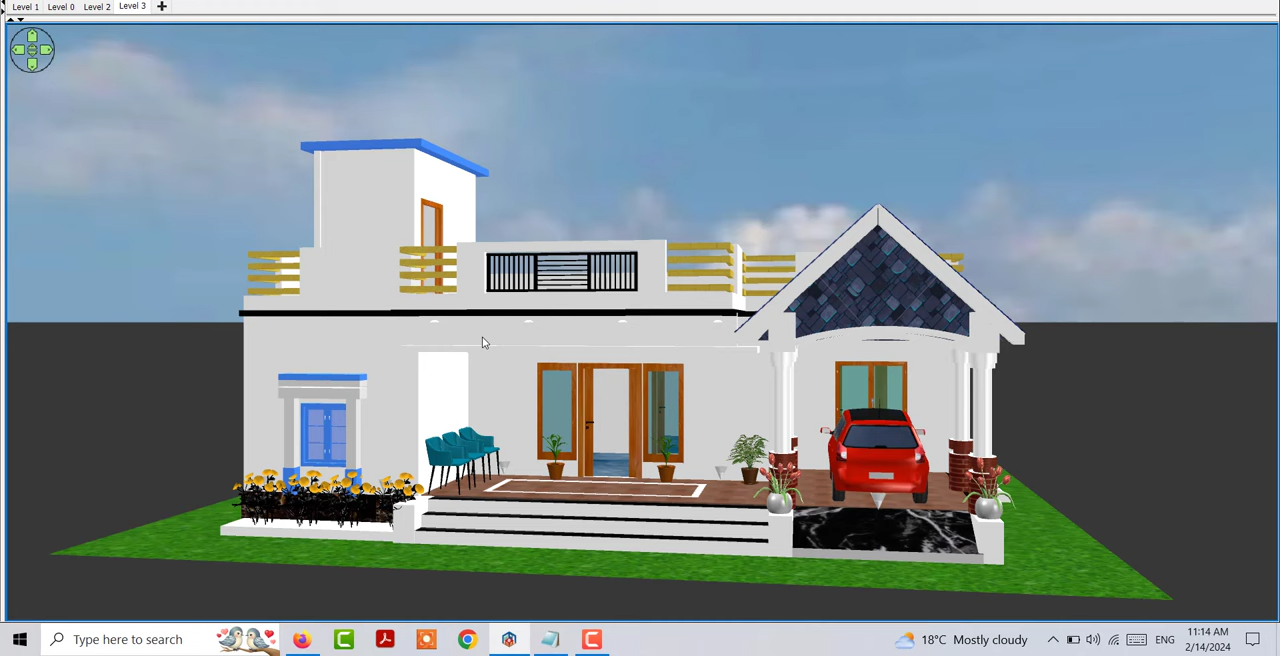 Level 1 Level 0 Level 2 Level 3
Type here to search
18°C Mostly cloudy
ENG
11:14 AM
2/14/2024